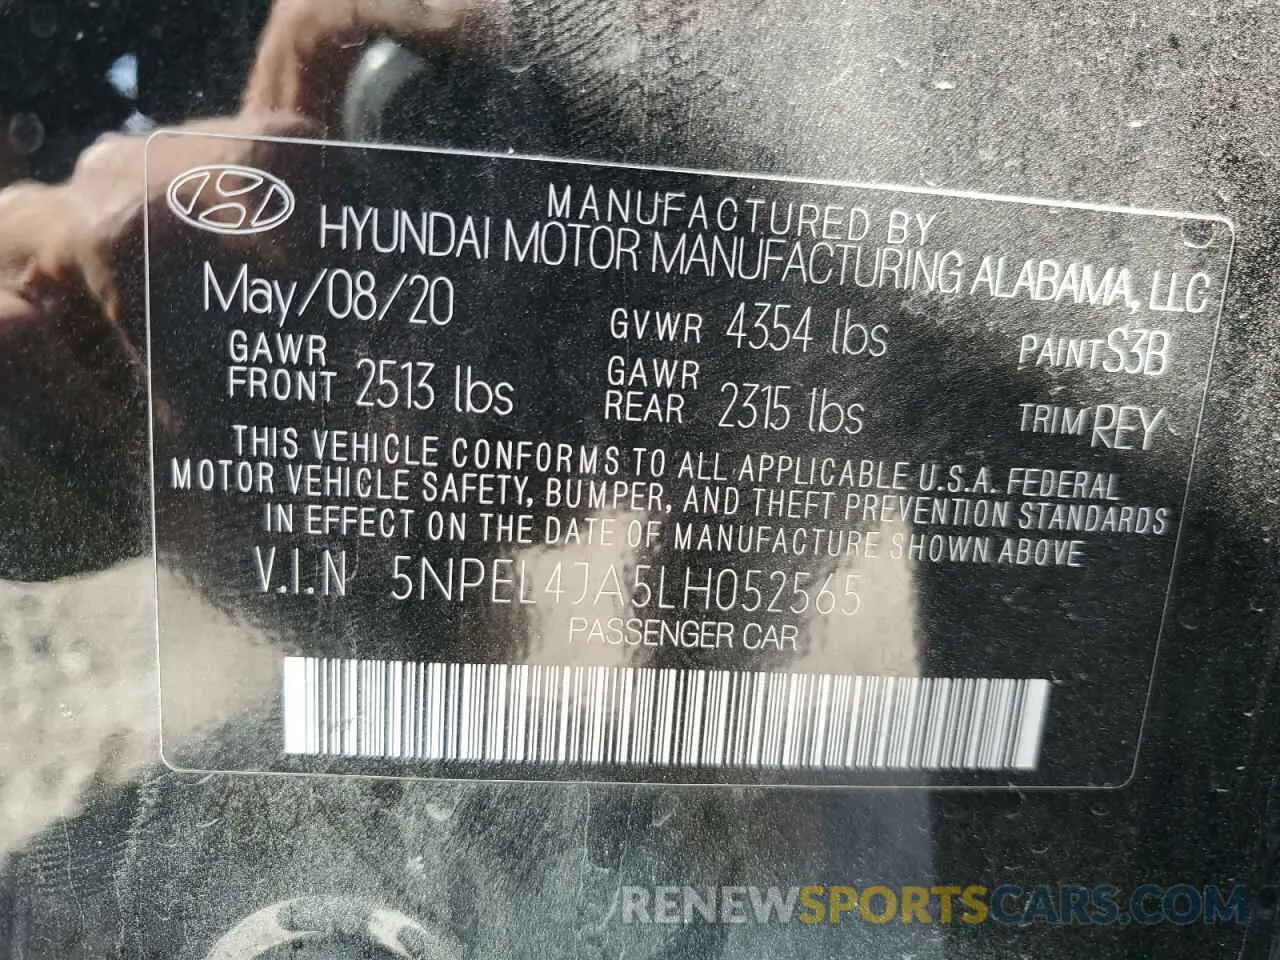 MANUFACTURED BY
HYUNDAI MOTOR MANUFACTURING ALABAMA, LLC
May/08/20
GVWR 4354 lbs
PAINT S3B
GAWR FRONT 2513 lbs
GAWR REAR 2315 lbs
TRIM REY
THIS VEHICLE CONFORMS TO ALL APPLICABLE U.S.A. FEDERAL
MOTOR VEHICLE SAFETY, BUMPER, AND THEFT PREVENTION STANDARDS
IN EFFECT ON THE DATE OF MANUFACTURE SHOWN ABOVE
V.I.N 5NPEL4JA5LH052565
PASSENGER CAR
RENEWSPORTSCARS.COM